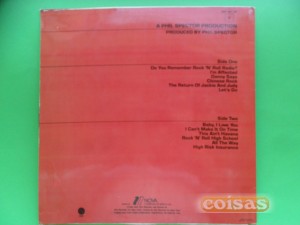 A PHIL SPECTOR PRODUCTION
PRODUCED BY PHIL SPECTOR
Side One
Do You Remember Rock 'N' Roll Radio?
I'm Affected
Danny Says
Chinese Rock
The Return Of Jackie And Judy
Let's Go
Side Two
Baby, I Love You
I Can't Make It On Time
This Ain't Havana
Rock 'N' Roll High School
All The Way
High Risk Insurance
NOVA
coisas